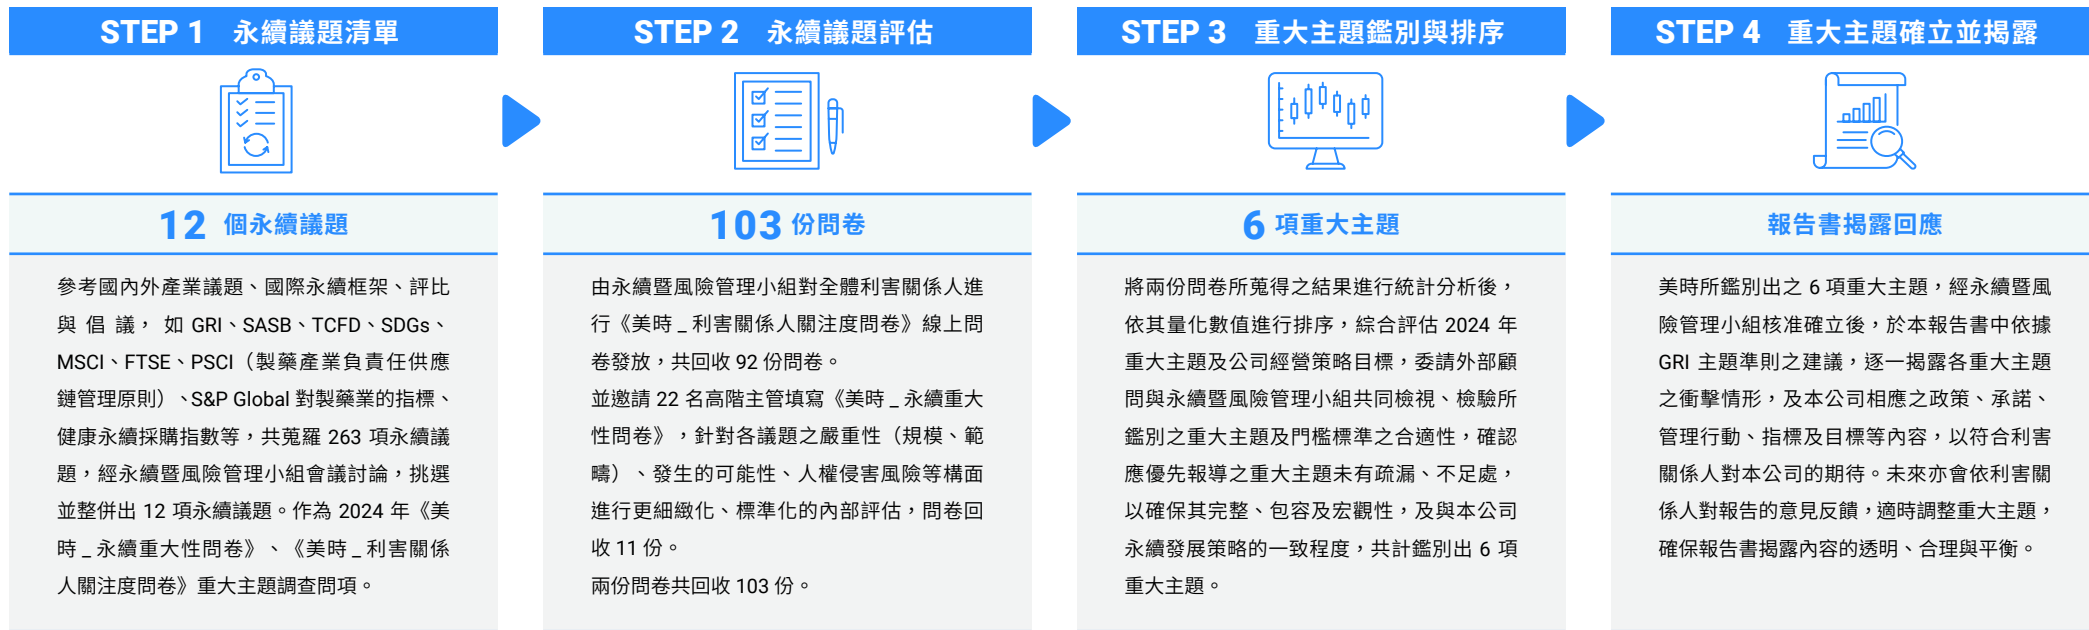 STEP 1 永續議題清單
12 個永續議題
參考國內外產業議題、國際永續框架、評比
與倡議，如 GRI、SASB、TCFD、SDGs、
MSCI、FTSE、PSCI（製藥產業負責任供應
鏈管理原則）、S&P Global 對製藥業的指標、
健康永續採購指數等，共蒐羅 263 項永續議
題，經永續暨風險管理小組會議討論，挑選
並整併出 12 項永續議題。作為 2024 年《美
時＿永續重大性問卷》、《美時＿利害關係
人關注度問卷》重大主題調查問項。
STEP 2 永續議題評估
103 份問卷
由永續暨風險管理小組對全體利害關係人進
行《美時＿利害關係人關注度問卷》線上問
卷發放，共回收 92 份問卷。
並邀請 22 名高階主管填寫《美時＿永續重大
性問卷》，針對各議題之嚴重性（規模、範
疇）、發生的可能性、人權侵害風險等構面
進行更細緻化、標準化的內部評估，問卷回
收 11 份。
兩份問卷共回收 103 份。
STEP 3 重大主題鑑別與排序
6 項重大主題
將兩份問卷所蒐得之結果進行統計分析後，
依其量化數值進行排序，綜合評估 2024 年
重大主題及公司經營策略目標，委請外部顧
問與永續暨風險管理小組共同檢視、檢驗所
鑑別之重大主題及門檻標準之合適性，確認
應優先報導之重大主題未有疏漏、不足處，
以確保其完整、包容及宏觀性，及與本公司
永續發展策略的一致程度，共計鑑別出 6 項
重大主題。
STEP 4 重大主題確立並揭露
報告書揭露回應
美時所鑑別出之 6 項重大主題，經永續暨風
險管理小組核准確立後，於本報告書中依據
GRI 主題準則之建議，逐一揭露各重大主題
之衝擊情形，及本公司相應之政策、承諾、
管理行動、指標及目標等內容，以符合利害
關係人對本公司的期待。未來亦會依利害關
係人對報告的意見反饋，適時調整重大主題，
確保報告書揭露內容的透明、合理與平衡。